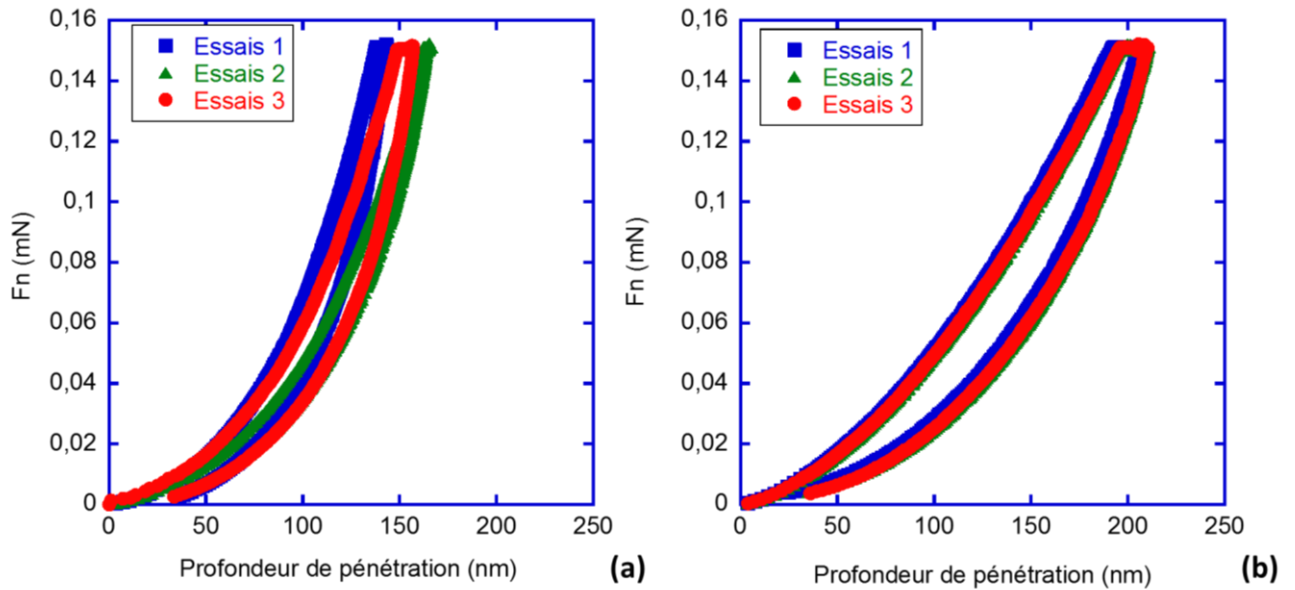 0,16
0,14
0,12
0,1
0,08
0,06
0,04
0,02
0
Fn (mN)
Essais 1
Essais 2
Essais 3
0 50 100 150 200 250
Profondeur de pénétration (nm)
(a)
0,16
0,14
0,12
0,1
0,08
0,06
0,04
0,02
0
Fn (mN)
Essais 1
Essais 2
Essais 3
0 50 100 150 200 250
Profondeur de pénétration (nm)
(b)